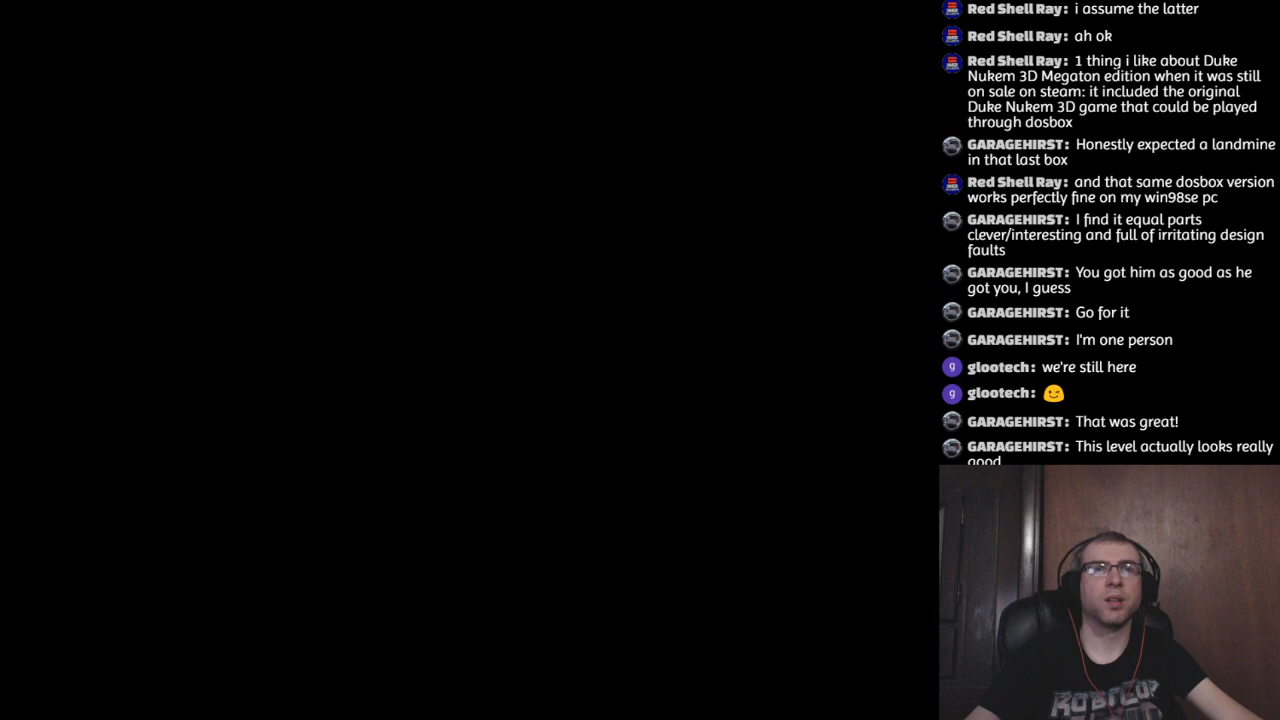 Red Shell Ray: i assume the latter
Red Shell Ray: ah ok
Red Shell Ray: 1 thing i like about Duke
Nukem 3D Megaton edition when it was still
on sale on steam: it included the original
Duke Nukem 3D game that could be played
through dosbox
GARAGEHIRST: Honestly expected a landmine
in that last box
Red Shell Ray: and that same dosbox version
works perfectly fine on my win98se pc
GARAGEHIRST: I find it equal parts
clever/interesting and full of irritating design
faults
GARAGEHIRST: You got him as good as he
got you, I guess
GARAGEHIRST: Go for it
GARAGEHIRST: I'm one person
g glootech: we're still here
g glootech: 😉
GARAGEHIRST: That was great!
GARAGEHIRST: This level actually looks really
good
ROBOCOP